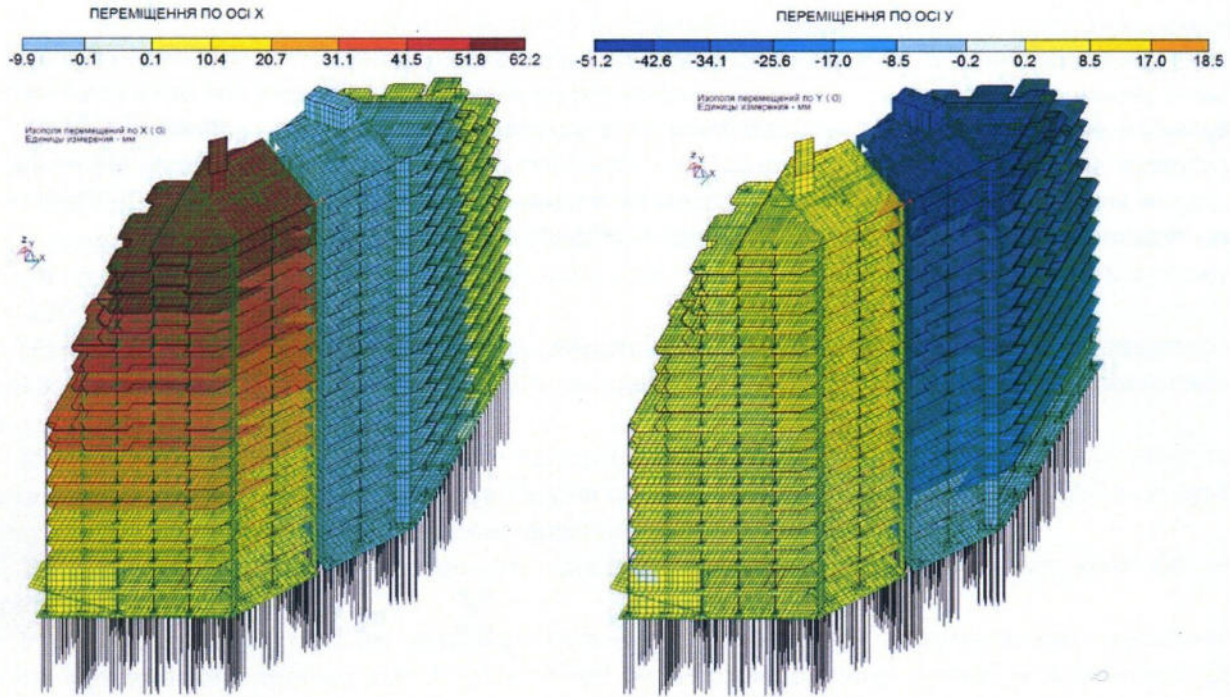 ПЕРЕМІЩЕННЯ ПО ОСІ X
-9.9 -0.1 0.1 10.4 20.7 31.1 41.5 51.8 62.2
Изополя перемещений по X ( G)
Единицы измерения - мм
Z Y
X
ПЕРЕМІЩЕННЯ ПО ОСІ У
-51.2 -42.6 -34.1 -25.6 -17.0 -8.5 -0.2 0.2 8.5 17.0 18.5
Изополя перемещений по Y ( G)
Единицы измерения - мм
Z Y
X